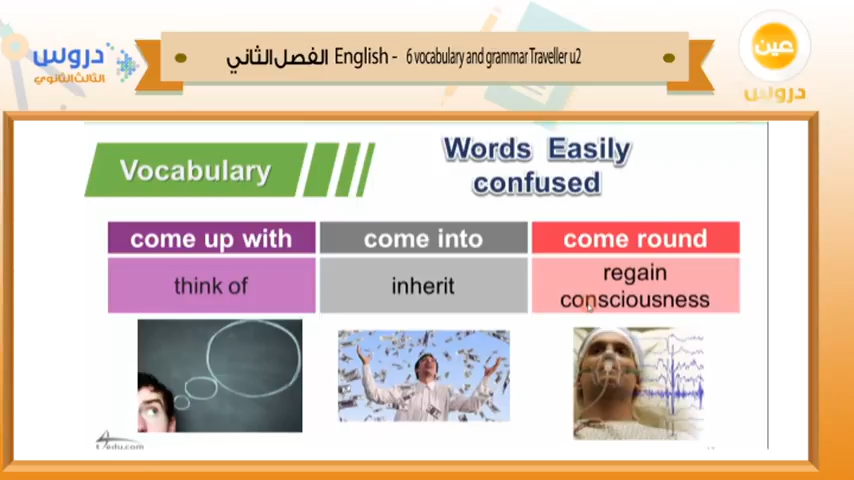 دروس
الثالث الثانوي
English - الفصل الثاني
6 vocabulary and grammar Traveller u2
عين
دروس
Vocabulary
Words Easily
confused
come up with
come into
come round
think of
inherit
regain
consciousness